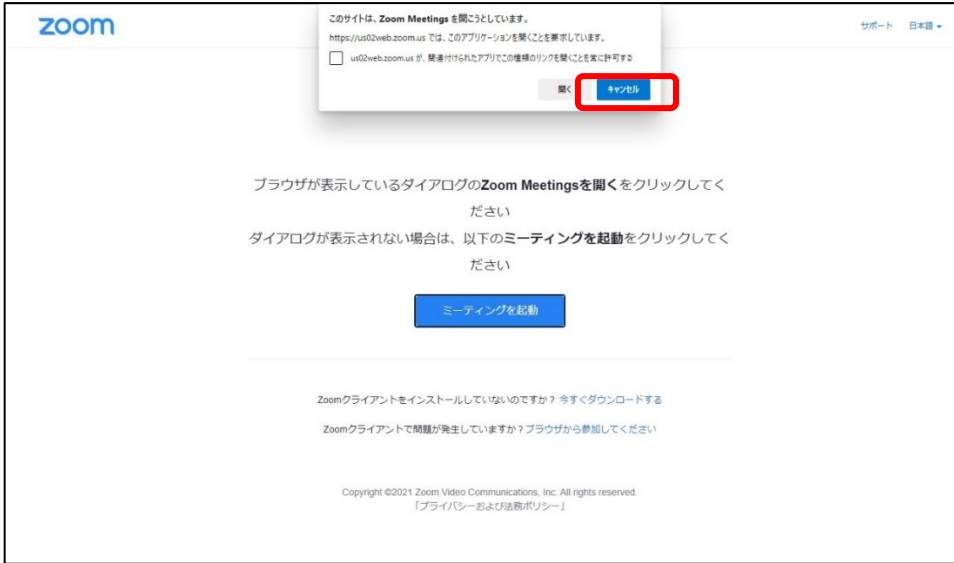 zoom
このサイトは、Zoom Meetings を開こうとしています。
https://us02web.zoom.us では、このアプリケーションを開くことを要求しています。
us02web.zoom.us が、関連付けられたアプリでこの種類のリンクを開くことを常に許可する
開く
キャンセル
サポート 日本語
ブラウザが表示しているダイアログのZoom Meetingsを開くをクリックしてく
ださい
ダイアログが表示されない場合は、以下のミーティングを起動をクリックしてく
ださい
ミーティングを起動
Zoomクライアントをインストールしていないのですか？ 今すぐダウンロードする
Zoomクライアントで問題が発生していますか？ブラウザから参加してください
Copyright ©2021 Zoom Video Communications, Inc. All rights reserved.
「プライバシーおよび法務ポリシー」